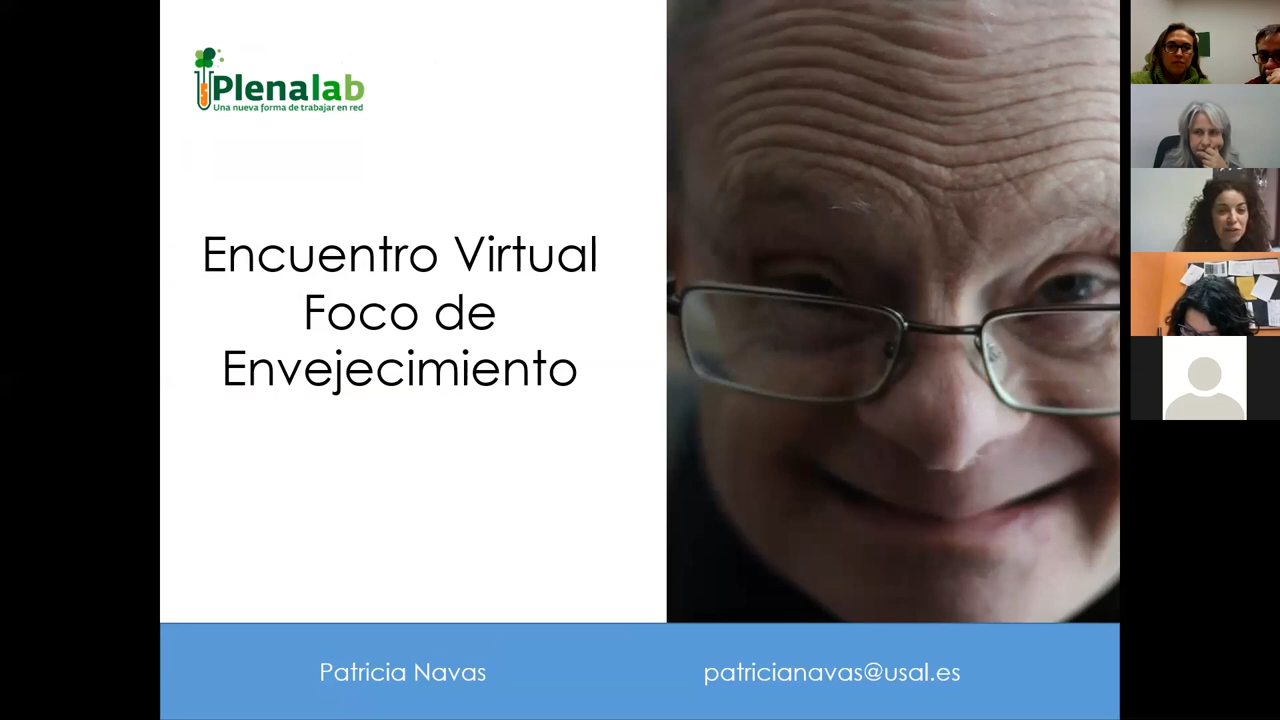 Plenalab
Una nueva forma de trabajar en red
Encuentro Virtual
Foco de
Envejecimiento
Patricia Navas
patricianavas@usal.es